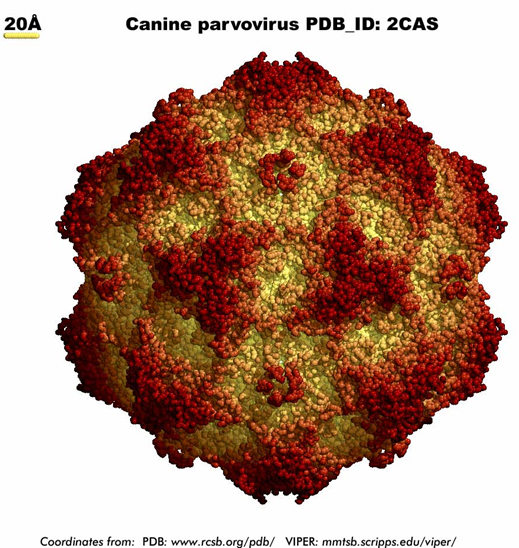 20Å
Canine parvovirus PDB_ID: 2CAS
Coordinates from: PDB: www.rcsb.org/pdb/ VIPER: mmtsb.scripps.edu/viper/